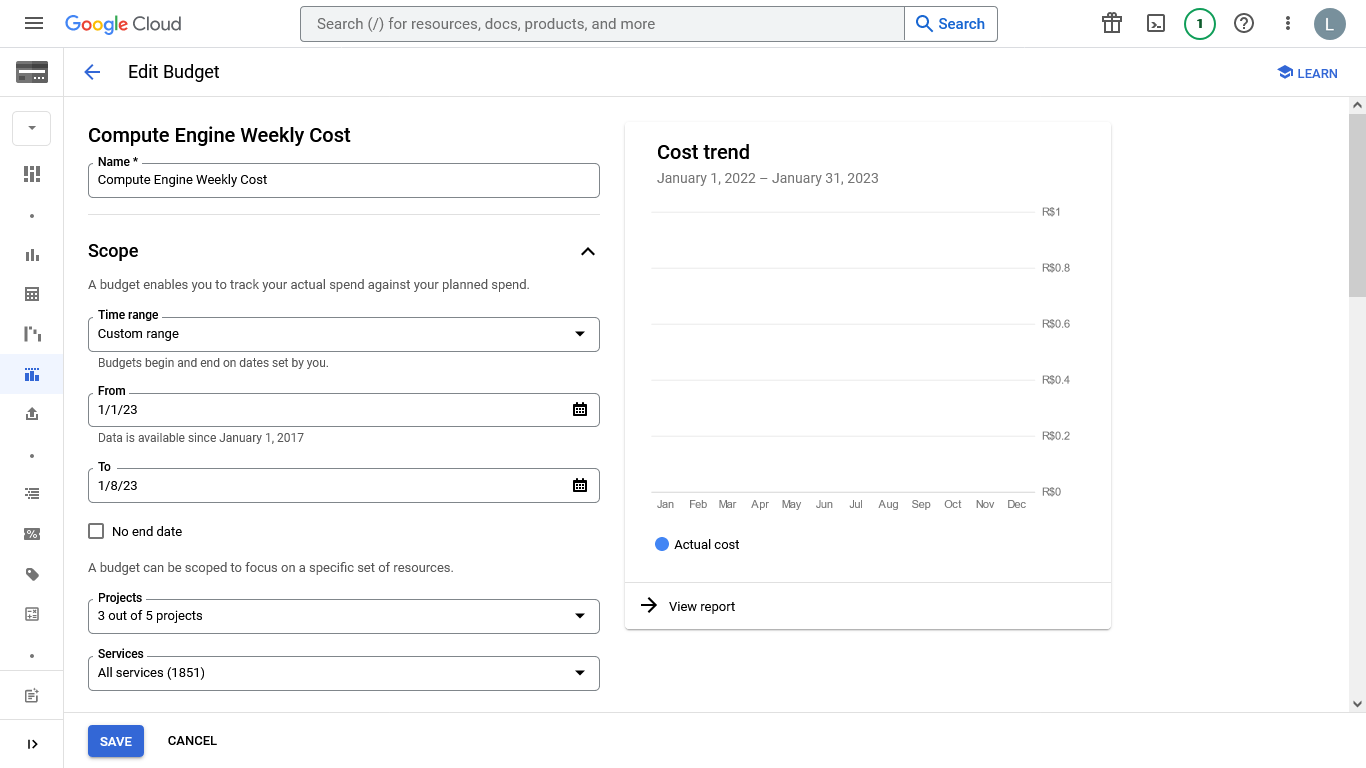 Google Cloud
Search (/) for resources, docs, products, and more
Search
1
L
Edit Budget
LEARN
Compute Engine Weekly Cost
Name *
Compute Engine Weekly Cost
Scope
A budget enables you to track your actual spend against your planned spend.
Time range
Custom range
Budgets begin and end on dates set by you.
From
1/1/23
Data is available since January 1, 2017
To
1/8/23
No end date
A budget can be scoped to focus on a specific set of resources.
Projects
3 out of 5 projects
Services
All services (1851)
SAVE
CANCEL
Cost trend
January 1, 2022 – January 31, 2023
R$1
R$0.8
R$0.6
R$0.4
R$0.2
R$0
Jan Feb Mar Apr May Jun Jul Aug Sep Oct Nov Dec
Actual cost
View report